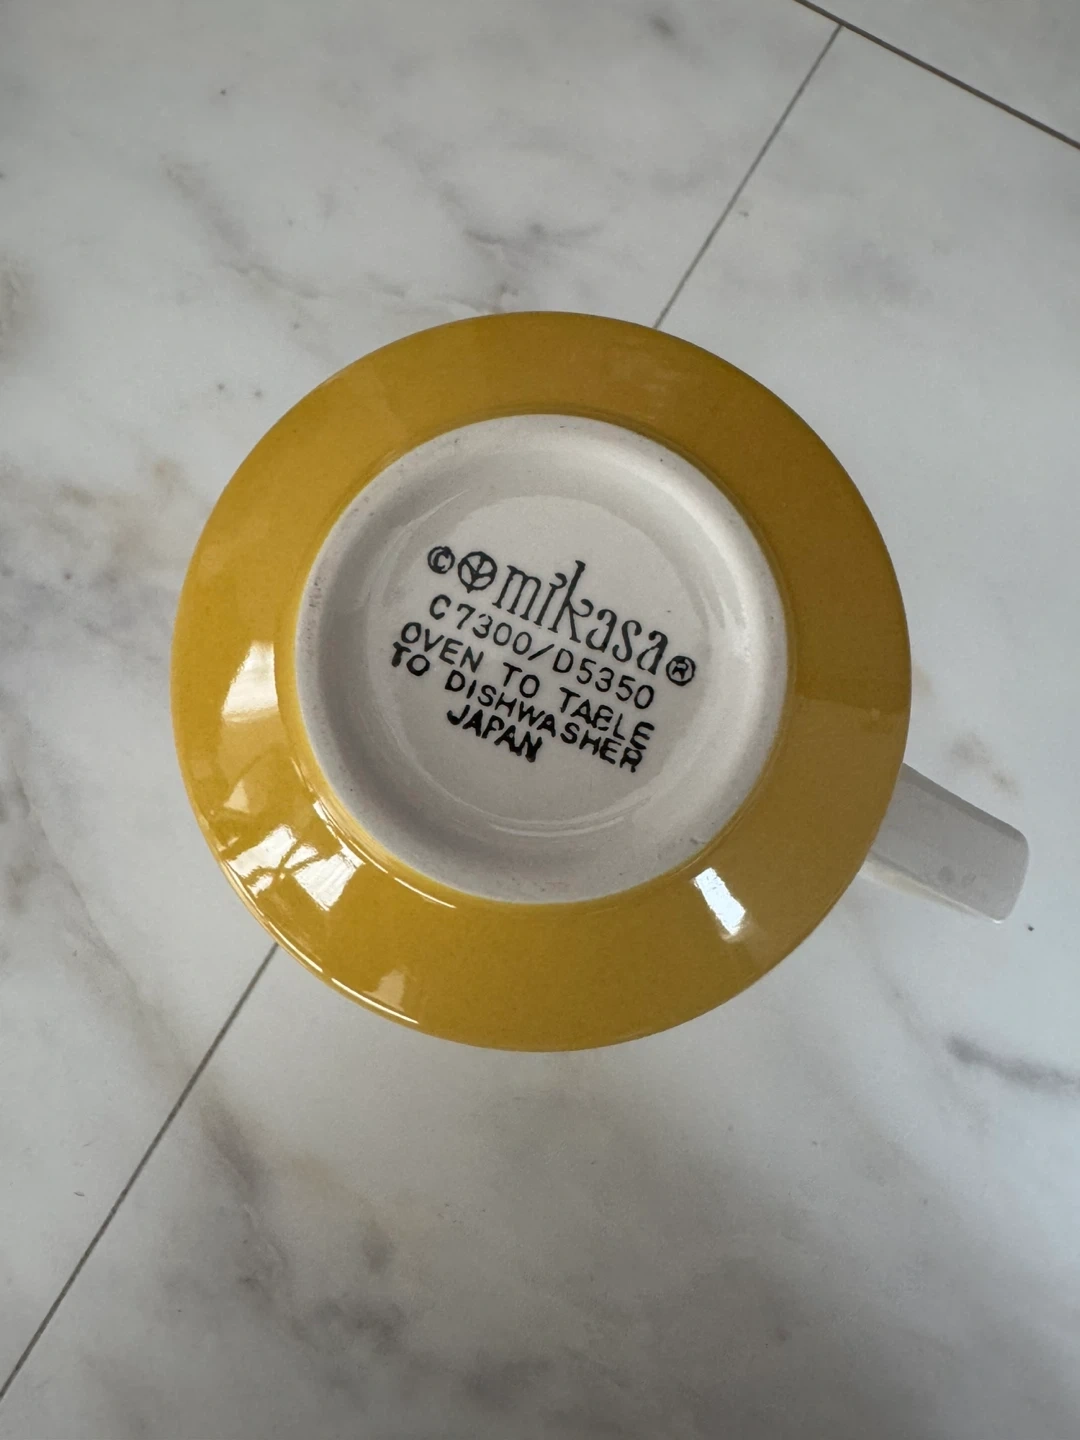 © mikasa ®
C7300/D5350
OVEN TO TABLE
TO DISHWASHER
JAPAN